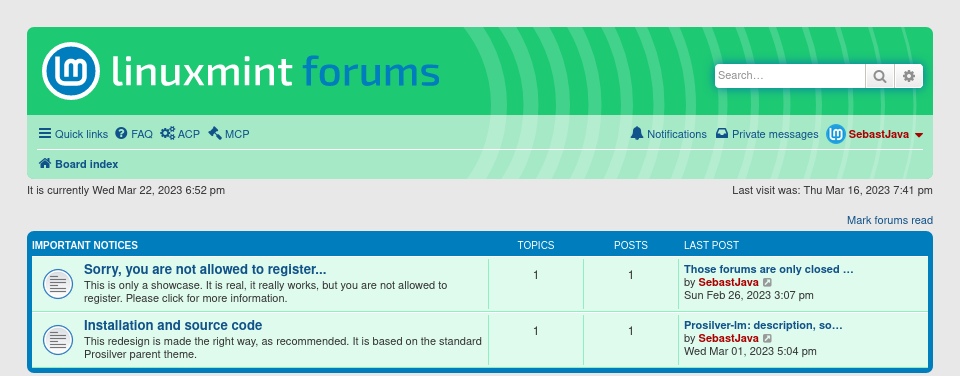 linuxmint forums
Search…
Quick links FAQ ACP MCP Notifications Private messages SebastJava
Board index
It is currently Wed Mar 22, 2023 6:52 pm Last visit was: Thu Mar 16, 2023 7:41 pm
Mark forums read
IMPORTANT NOTICES TOPICS POSTS LAST POST
Sorry, you are not allowed to register...
This is only a showcase. It is real, it really works, but you are not allowed to
register. Please click for more information.
1 1
Those forums are only closed …
by SebastJava
Sun Feb 26, 2023 3:07 pm
Installation and source code
This redesign is made the right way, as recommended. It is based on the standard
Prosilver parent theme.
1 1
Prosilver-lm: description, so…
by SebastJava
Wed Mar 01, 2023 5:04 pm